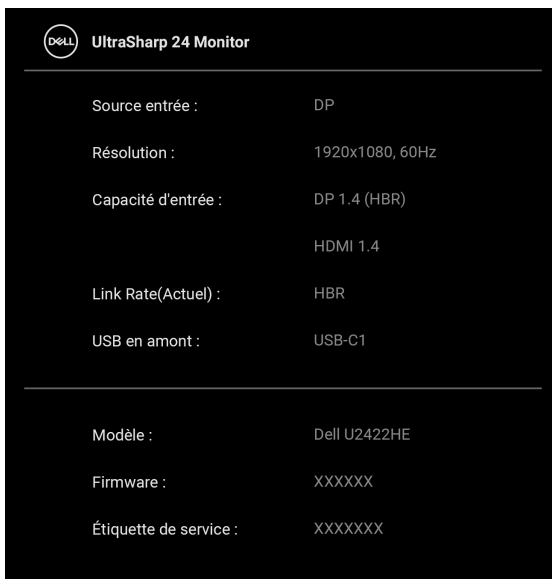 DELL UltraSharp 24 Monitor
Source entrée : DP
Résolution : 1920x1080, 60Hz
Capacité d'entrée : DP 1.4 (HBR)
HDMI 1.4
Link Rate(Actuel) : HBR
USB en amont : USB-C1
Modèle : Dell U2422HE
Firmware : XXXXXX
Étiquette de service : XXXXXXX